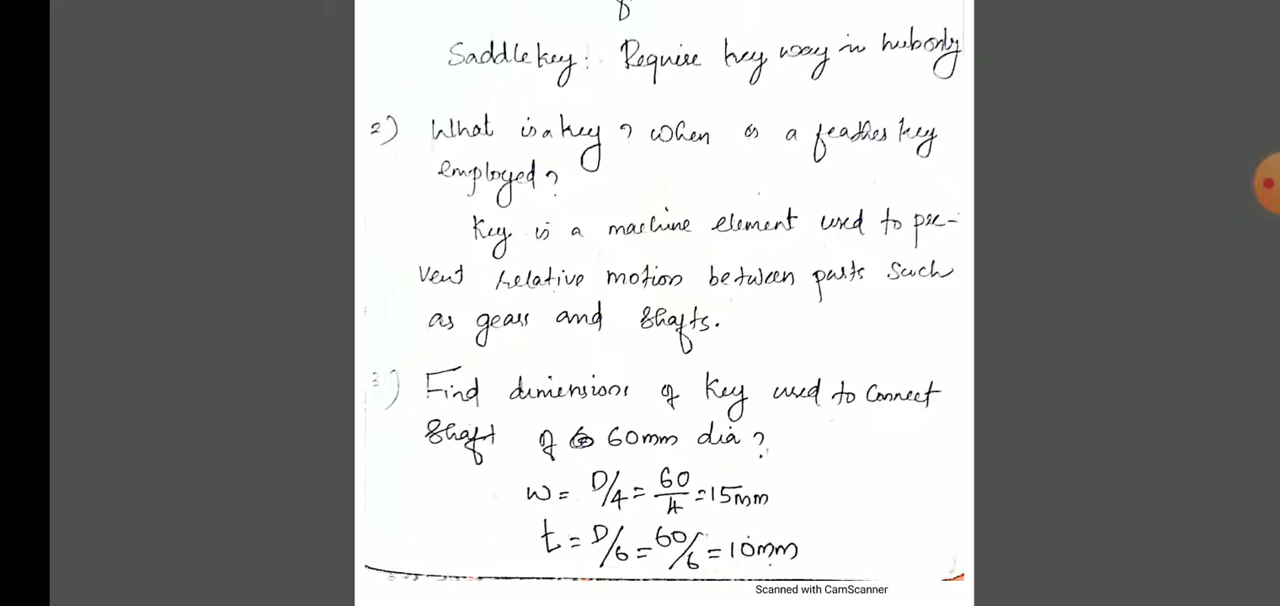 D
Saddle key: Require key way in hub only
2) What is a key? when is a feather key
employed?
Key is a machine element used to pre-
vent relative motion between parts such
as gears and shafts.
3) Find dimensions of key used to connect
shaft of 60mm dia?
w = D/4 = 60/4 = 15mm
t = D/6 = 60/6 = 10mm
Scanned with CamScanner